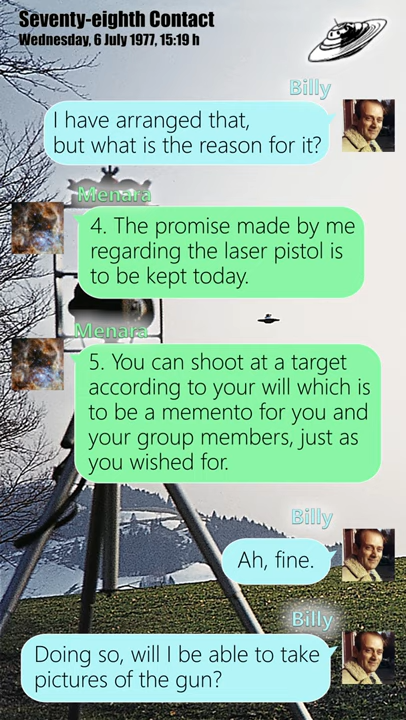 Seventy-eighth Contact
Wednesday, 6 July 1977, 15:19 h
Billy
I have arranged that,
but what is the reason for it?
Menara
4. The promise made by me
regarding the laser pistol is
to be kept today.
Menara
5. You can shoot at a target
according to your will which is
to be a memento for you and
your group members, just as
you wished for.
Billy
Ah, fine.
Billy
Doing so, will I be able to take
pictures of the gun?